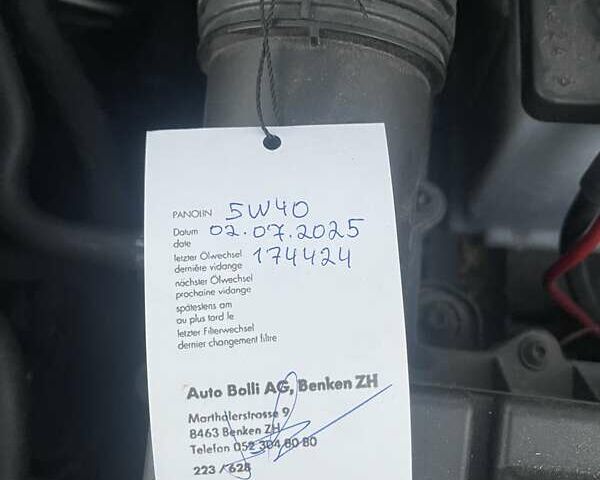 PANOLIN 5W40
Datum 02.07.2025
date
letzter Ölwechsel 174424
dernière vidange
nächster Ölwechsel
prochaine vidange
spätestens am
au plus tard le
letzter Filterwechsel
dernier changement filtre
Auto Bolli AG, Benken ZH
Marthalerstrasse 9
8463 Benken ZH
Telefon 052 304 80 80
223 / 628